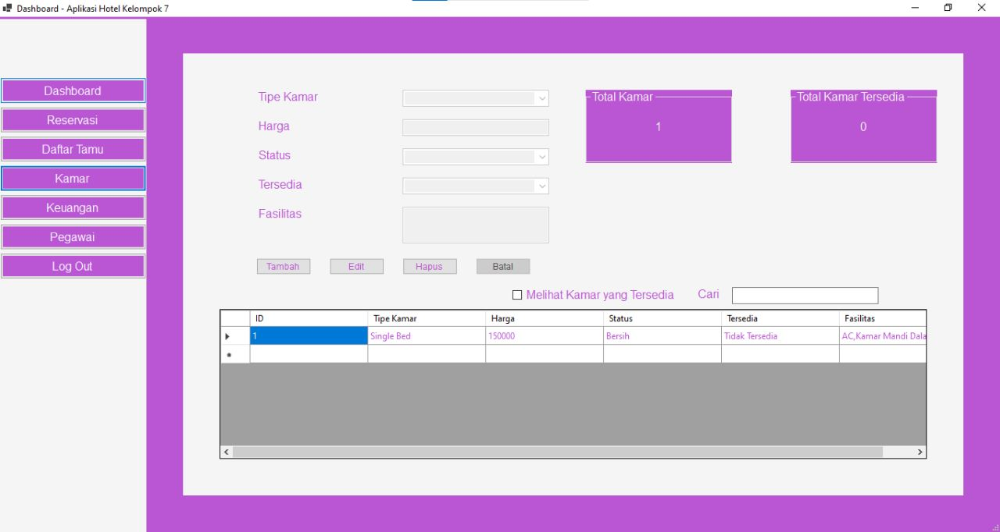 Dashboard - Aplikasi Hotel Kelompok 7
Dashboard
Reservasi
Daftar Tamu
Kamar
Keuangan
Pegawai
Log Out
Tipe Kamar
Harga
Status
Tersedia
Fasilitas
Total Kamar
1
Total Kamar Tersedia
0
Tambah Edit Hapus Batal
Melihat Kamar yang Tersedia Cari
ID Tipe Kamar Harga Status Tersedia Fasilitas
1 Single Bed 150000 Bersih Tidak Tersedia AC,Kamar Mandi Dala